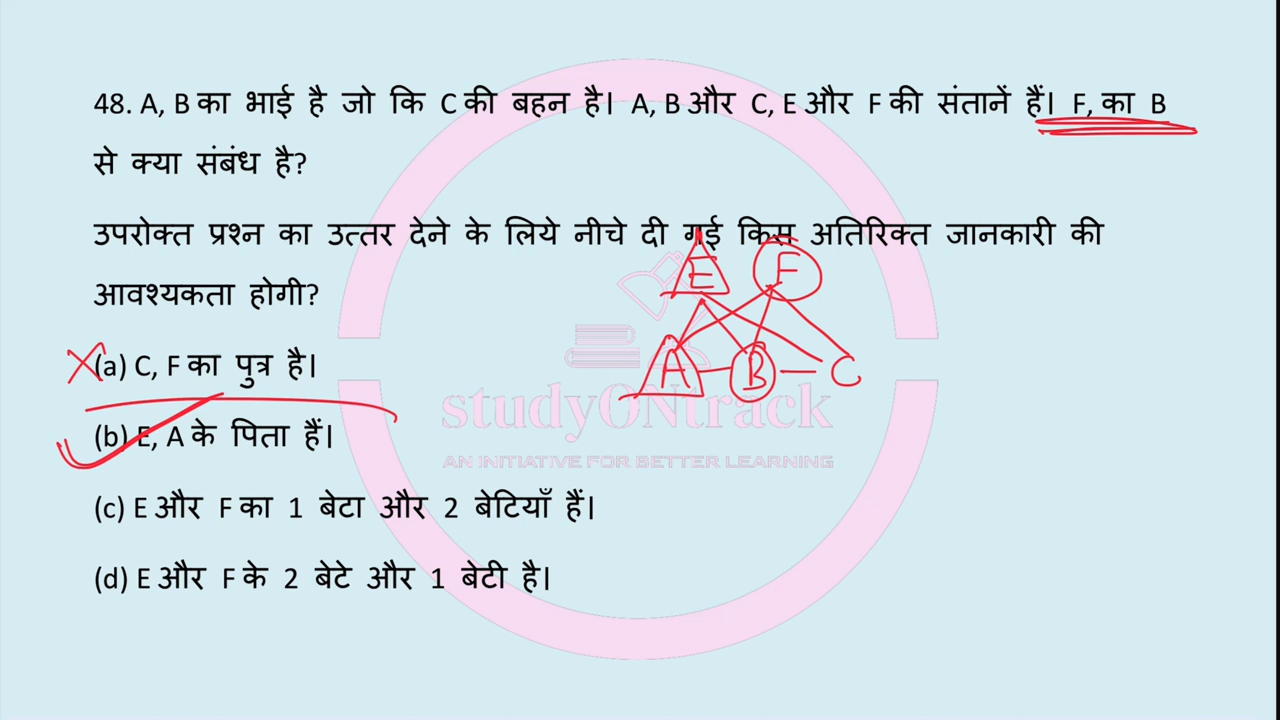 48. A, B का भाई है जो कि C की बहन है। A, B और C, E और F की संतानें हैं। F, का B
से क्या संबंध है?
उपरोक्त प्रश्न का उत्तर देने के लिये नीचे दी गई किस अतिरिक्त जानकारी की
आवश्यकता होगी?
E F
(a) C, F का पुत्र है।
A B C
studyONtrack
(b) E, A के पिता हैं।
AN INITIATIVE FOR BETTER LEARNING
(c) E और F का 1 बेटा और 2 बेटियाँ हैं।
(d) E और F के 2 बेटे और 1 बेटी है।